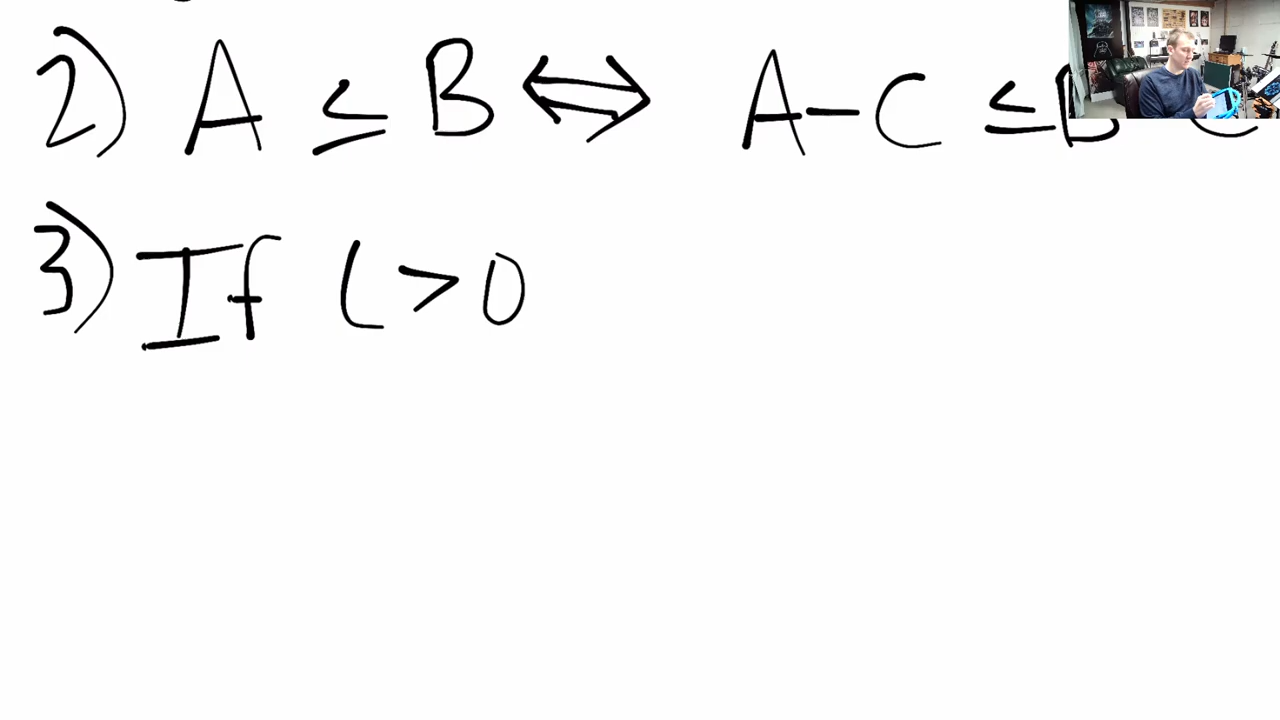 2) A ≤ B ⟺ A - C ≤ B - C
3) If C > 0